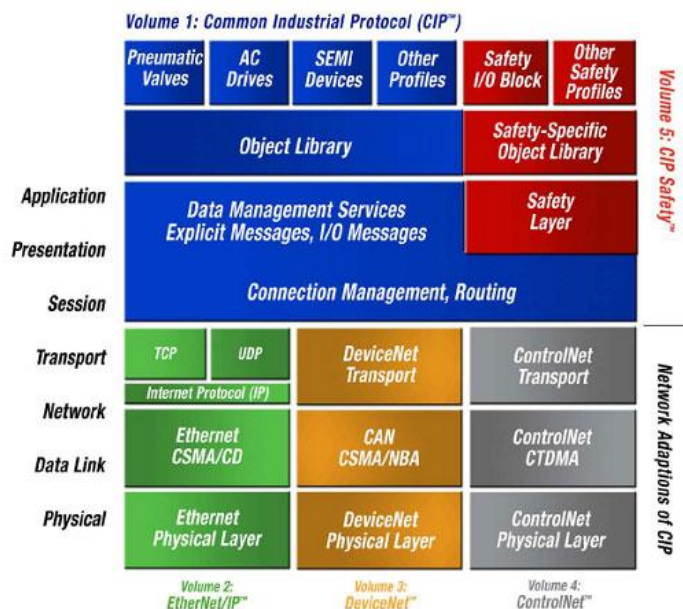 Volume 1: Common Industrial Protocol (CIP™)
Pneumatic
Valves
AC
Drives
SEMI
Devices
Other
Profiles
Safety
I/O Block
Other
Safety
Profiles
Object Library
Safety-Specific
Object Library
Volume 5: CIP Safety™
Application
Data Management Services
Explicit Messages, I/O Messages
Safety
Layer
Presentation
Session
Connection Management, Routing
Transport
TCP
UDP
DeviceNet
Transport
ControlNet
Transport
Internet Protocol (IP)
Network
Network Adaptions of CIP
Data Link
Ethernet
CSMA/CD
CAN
CSMA/NBA
ControlNet
CTDMA
Physical
Ethernet
Physical Layer
DeviceNet
Physical Layer
ControlNet
Physical Layer
Volume 2:
EtherNet/IP™
Volume 3:
DeviceNet™
Volume 4:
ControlNet™